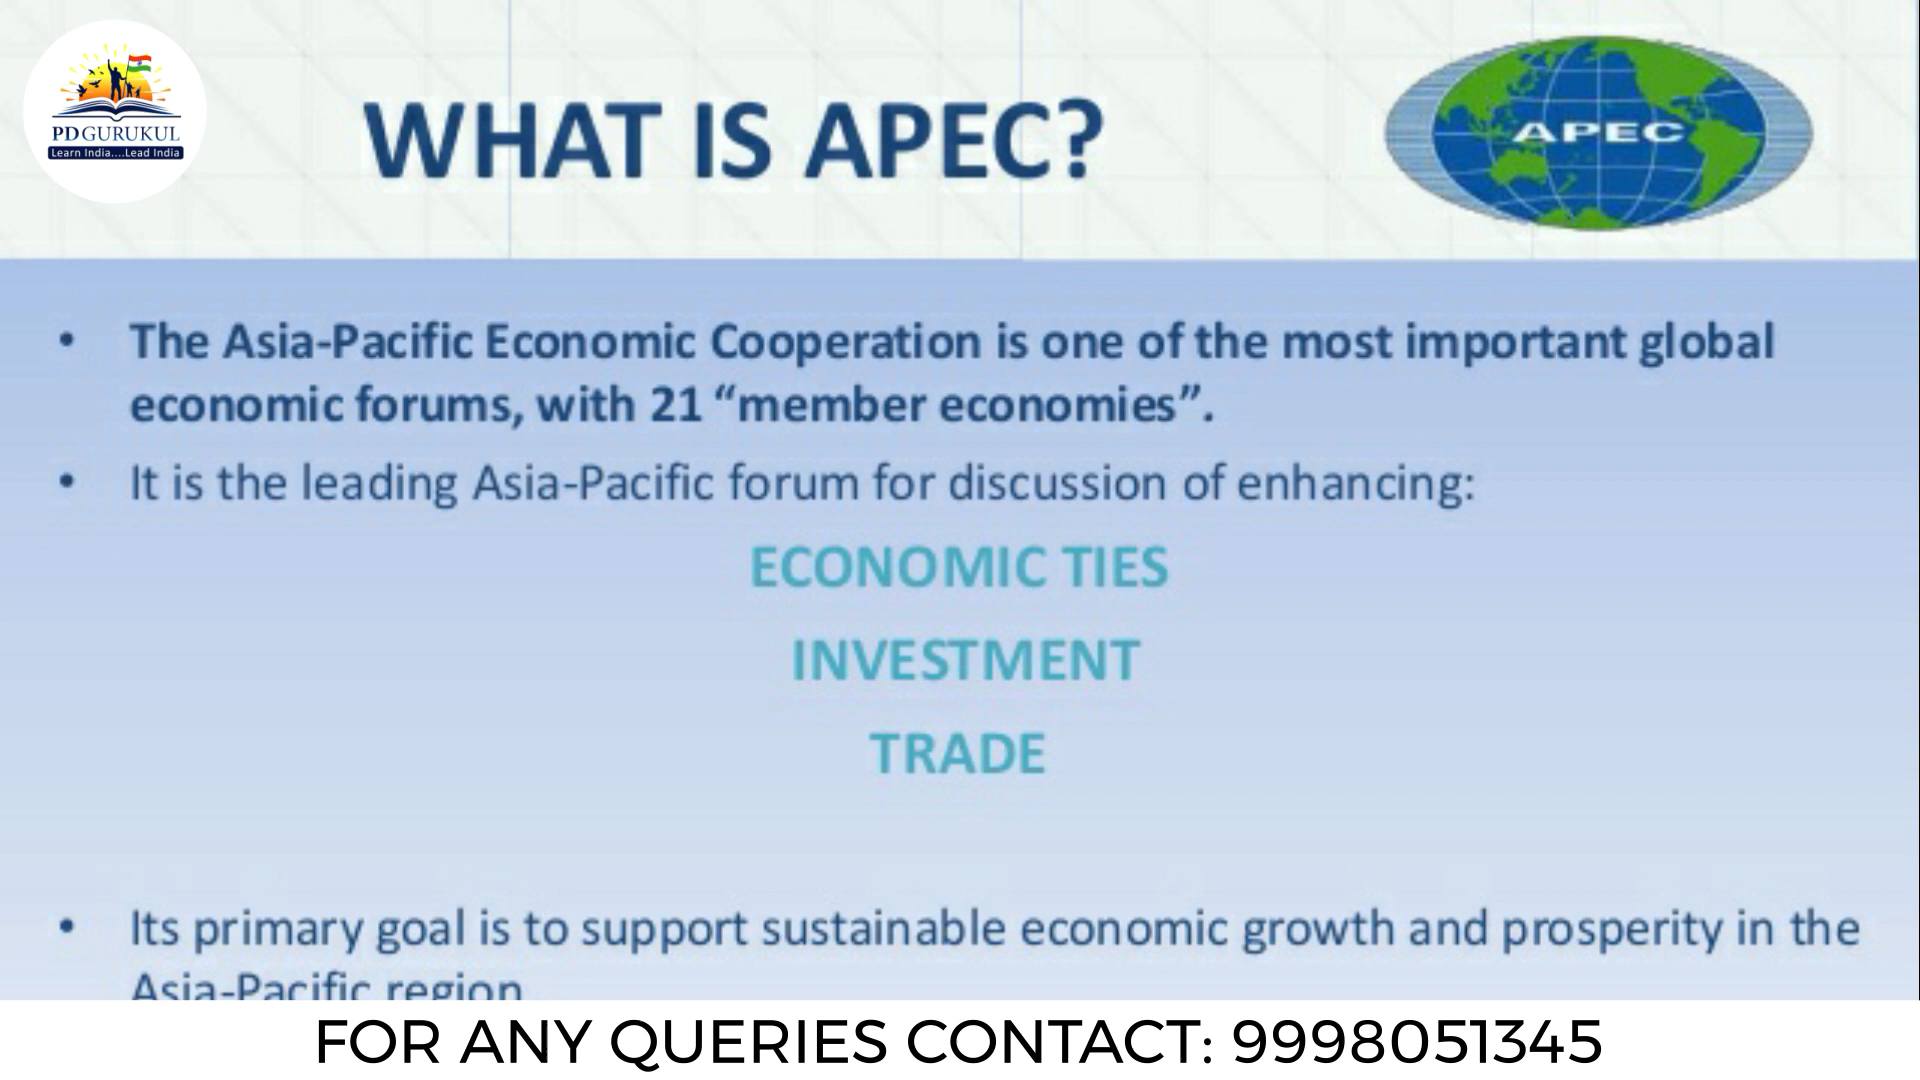 PD GURUKUL
Learn India....Lead India
WHAT IS APEC?
APEC
• The Asia-Pacific Economic Cooperation is one of the most important global
economic forums, with 21 “member economies”.
• It is the leading Asia-Pacific forum for discussion of enhancing:
ECONOMIC TIES
INVESTMENT
TRADE
• Its primary goal is to support sustainable economic growth and prosperity in the
Asia-Pacific region
FOR ANY QUERIES CONTACT: 9998051345